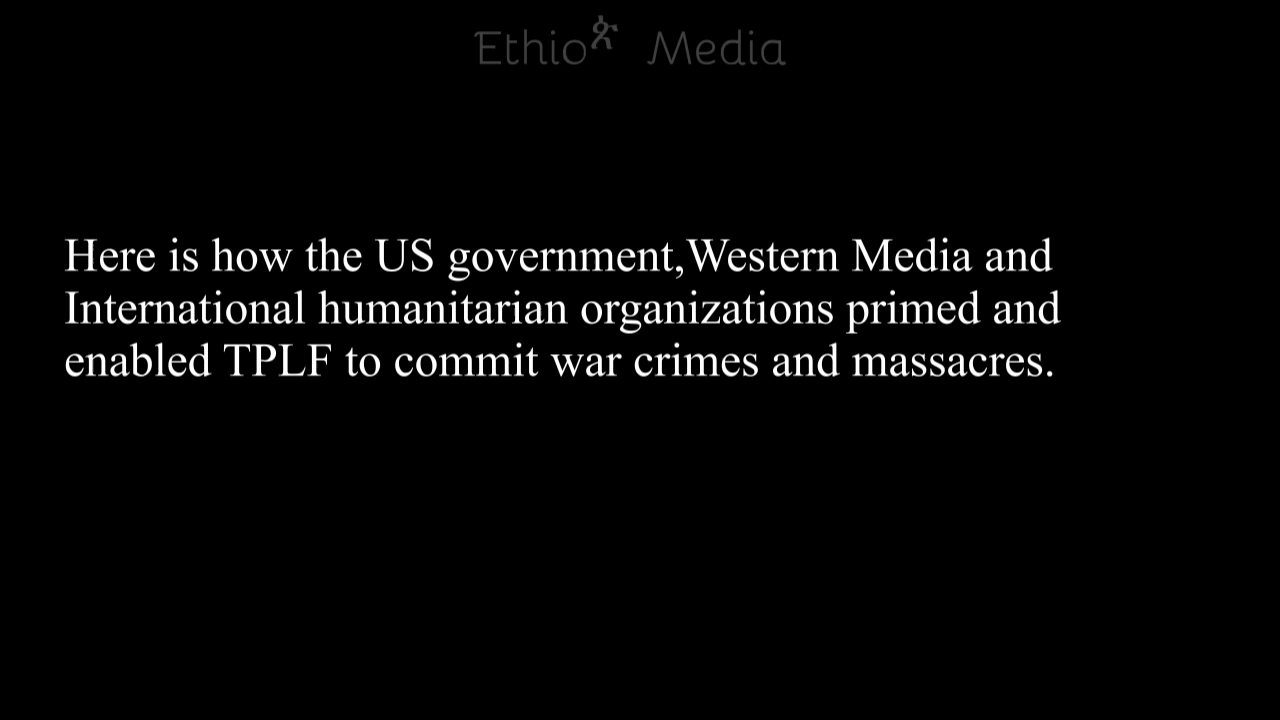 Ethio Media
Here is how the US government,Western Media and
International humanitarian organizations primed and
enabled TPLF to commit war crimes and massacres.